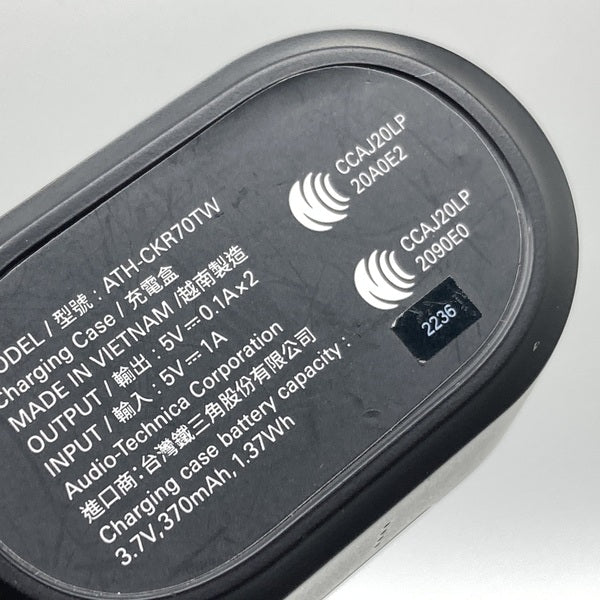 MODEL / 型號：ATH-CKR70TW
Charging Case / 充電盒
MADE IN VIETNAM /越南製造
OUTPUT / 輸出：5V⎓0.1A×2
INPUT / 輸入：5V⎓1A
Audio-Technica Corporation
進口商：台灣鐵三角股份有限公司
Charging case battery capacity：
3.7V,370mAh,1.37Wh
CCAJ20LP
20A0E2
CCAJ20LP
2090E0
2236